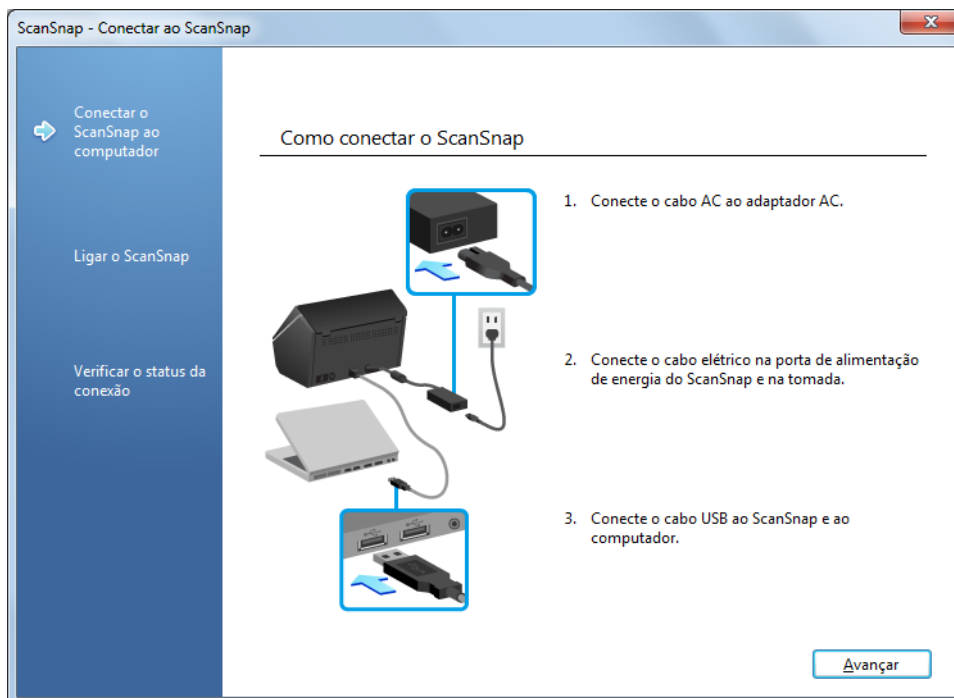 ScanSnap - Conectar ao ScanSnap
Conectar o
ScanSnap ao
computador
Ligar o ScanSnap
Verificar o status da
conexão
Como conectar o ScanSnap
1. Conecte o cabo AC ao adaptador AC.
2. Conecte o cabo elétrico na porta de alimentação
de energia do ScanSnap e na tomada.
3. Conecte o cabo USB ao ScanSnap e ao
computador.
Avançar